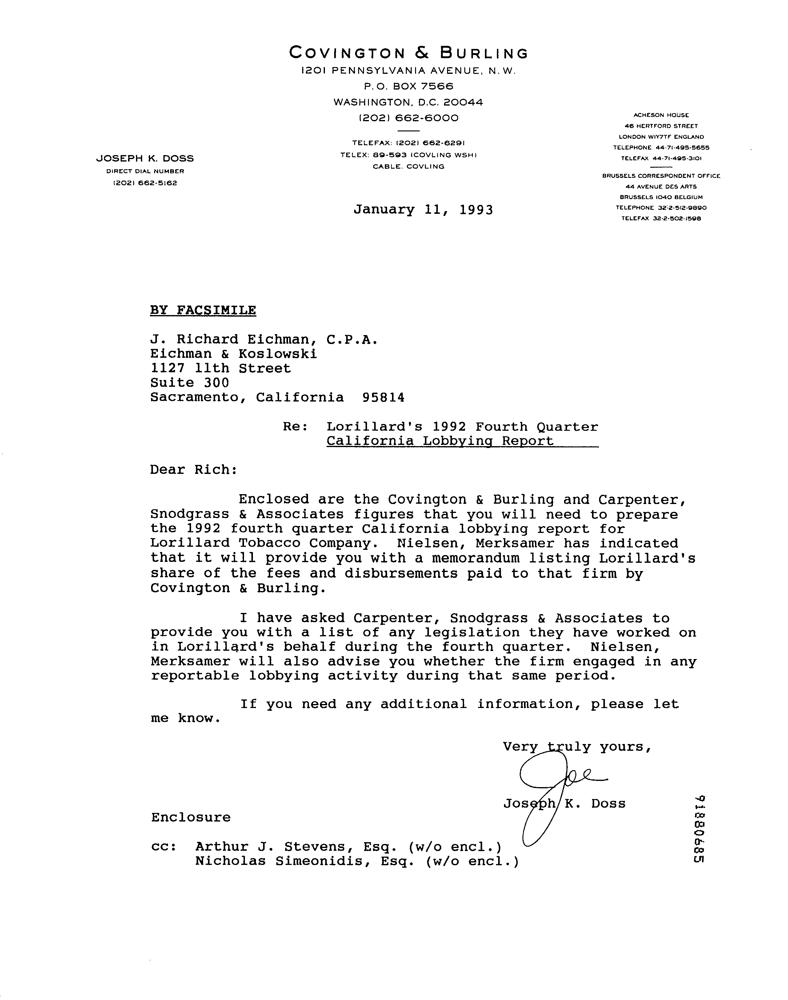 COVINGTON & BURLING
1201 PENNSYLVANIA AVENUE, N.W.
P.O. BOX 7566
WASHINGTON, D.C. 20044
(202) 662-6000
TELEFAX: (202) 662-6291
TELEX: 89-593 (COVLING WSH)
CABLE: COVLING
JOSEPH K. DOSS
DIRECT DIAL NUMBER
(202) 662-5162
ACHESON HOUSE
46 HERTFORD STREET
LONDON W1Y7TF ENGLAND
TELEPHONE 44-71-495-5655
TELEFAX 44-71-495-3101
BRUSSELS CORRESPONDENT OFFICE
44 AVENUE DES ARTS
BRUSSELS 1040 BELGIUM
TELEPHONE 32-2-512-9890
TELEFAX 32-2-502-1598
January 11, 1993
BY FACSIMILE
J. Richard Eichman, C.P.A.
Eichman & Koslowski
1127 11th Street
Suite 300
Sacramento, California 95814
Re: Lorillard's 1992 Fourth Quarter
California Lobbying Report
Dear Rich:
Enclosed are the Covington & Burling and Carpenter,
Snodgrass & Associates figures that you will need to prepare
the 1992 fourth quarter California lobbying report for
Lorillard Tobacco Company. Nielsen, Merksamer has indicated
that it will provide you with a memorandum listing Lorillard's
share of the fees and disbursements paid to that firm by
Covington & Burling.
I have asked Carpenter, Snodgrass & Associates to
provide you with a list of any legislation they have worked on
in Lorillard's behalf during the fourth quarter. Nielsen,
Merksamer will also advise you whether the firm engaged in any
reportable lobbying activity during that same period.
If you need any additional information, please let
me know.
Very truly yours,
Joe
Joseph K. Doss
Enclosure
cc: Arthur J. Stevens, Esq. (w/o encl.)
Nicholas Simeonidis, Esq. (w/o encl.)
91880685